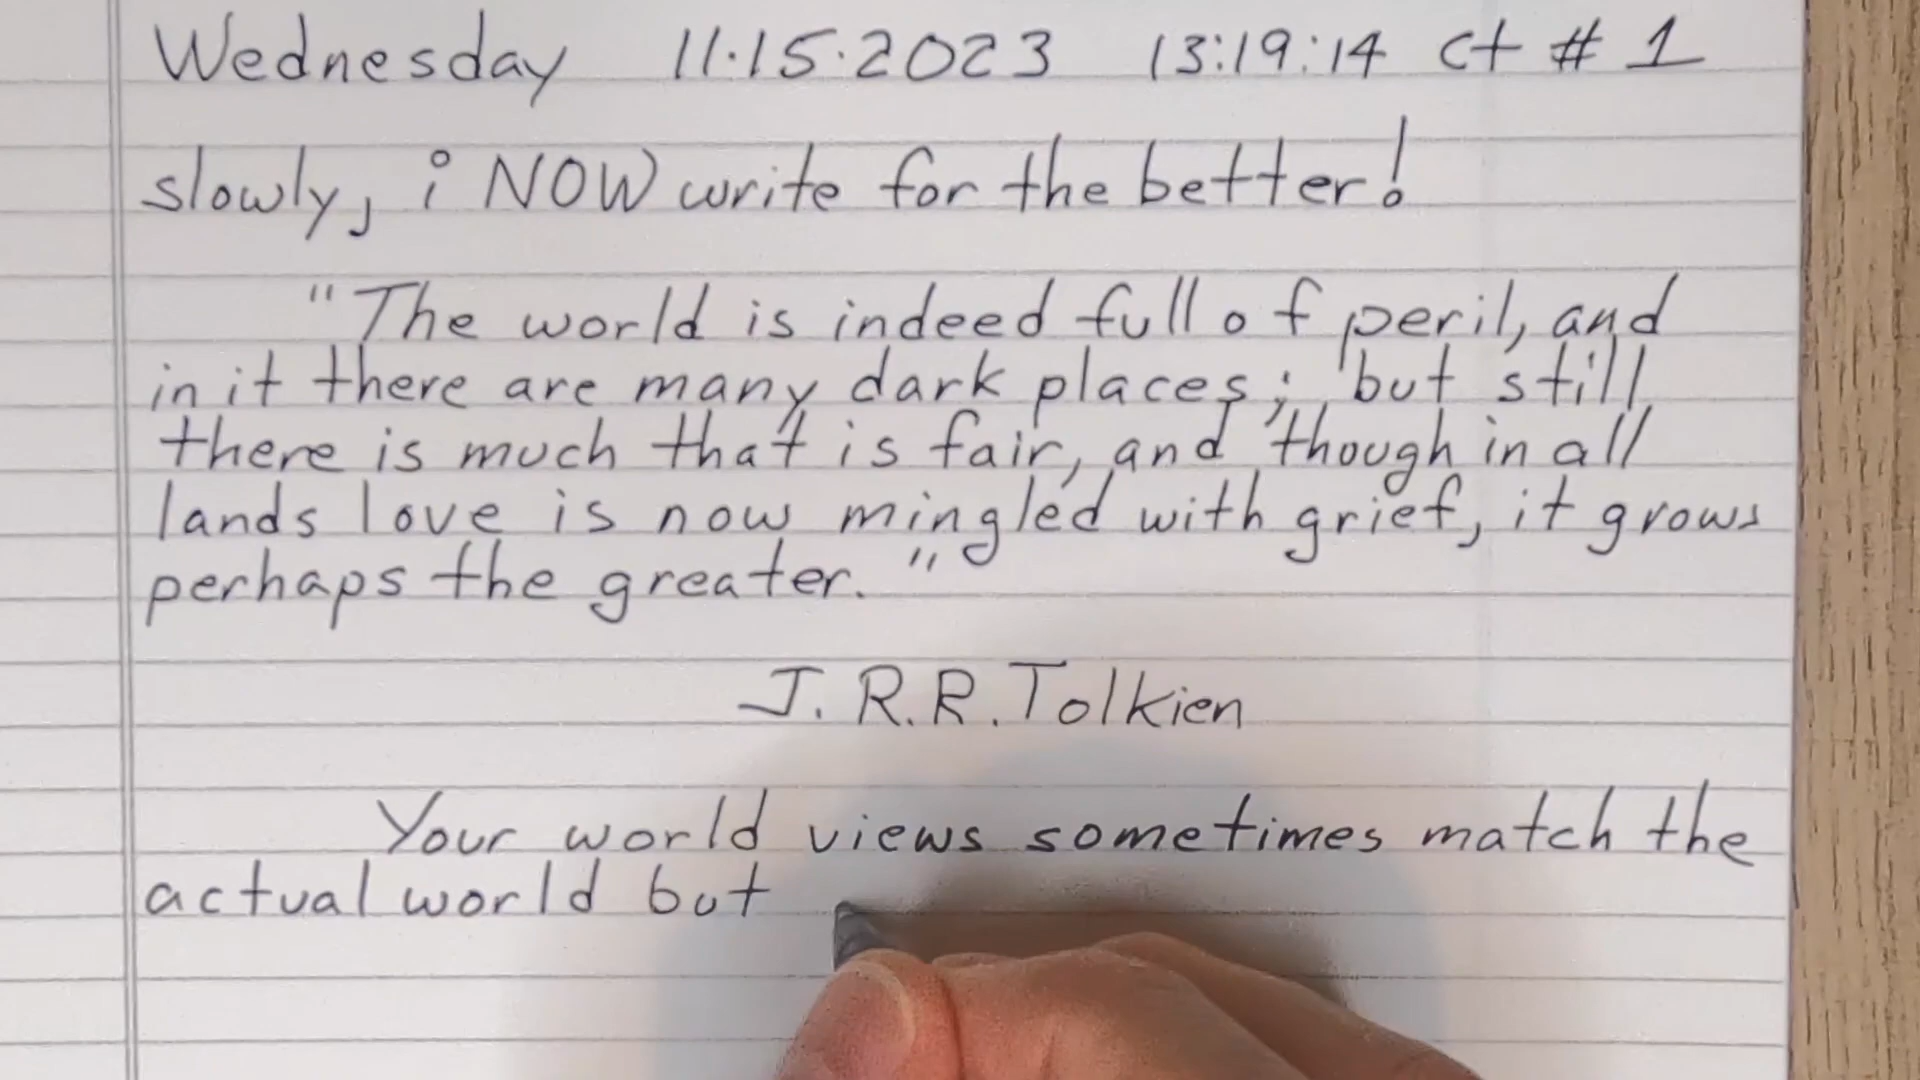 Wednesday 11.15.2023 13:19:14 ct # 1
slowly, i NOW write for the better!
"The world is indeed full of peril, and
in it there are many dark places; but still
there is much that is fair, and though in all
lands love is now mingled with grief, it grows
perhaps the greater."
J.R.R.Tolkien
Your world views sometimes match the
actual world but